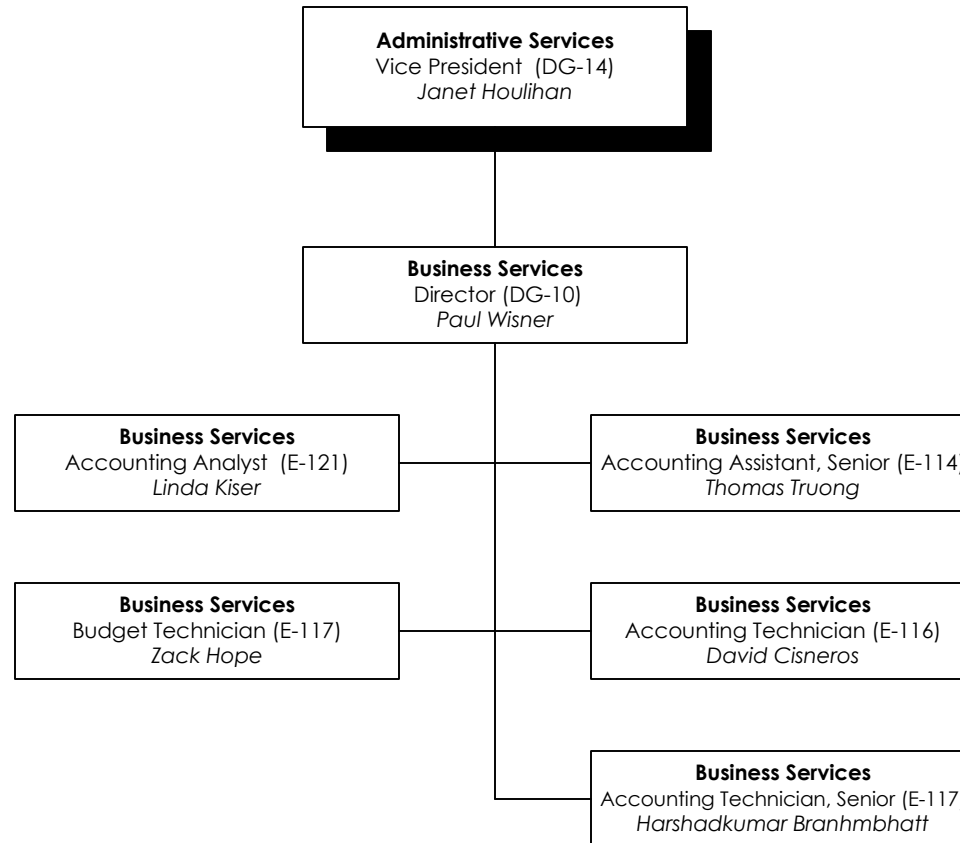 Administrative Services
Vice President (DG-14)
Janet Houlihan
Business Services
Director (DG-10)
Paul Wisner
Business Services
Accounting Analyst (E-121)
Linda Kiser
Business Services
Accounting Assistant, Senior (E-114)
Thomas Truong
Business Services
Budget Technician (E-117)
Zack Hope
Business Services
Accounting Technician (E-116)
David Cisneros
Business Services
Accounting Technician, Senior (E-117
Harshadkumar Branhmbhatt